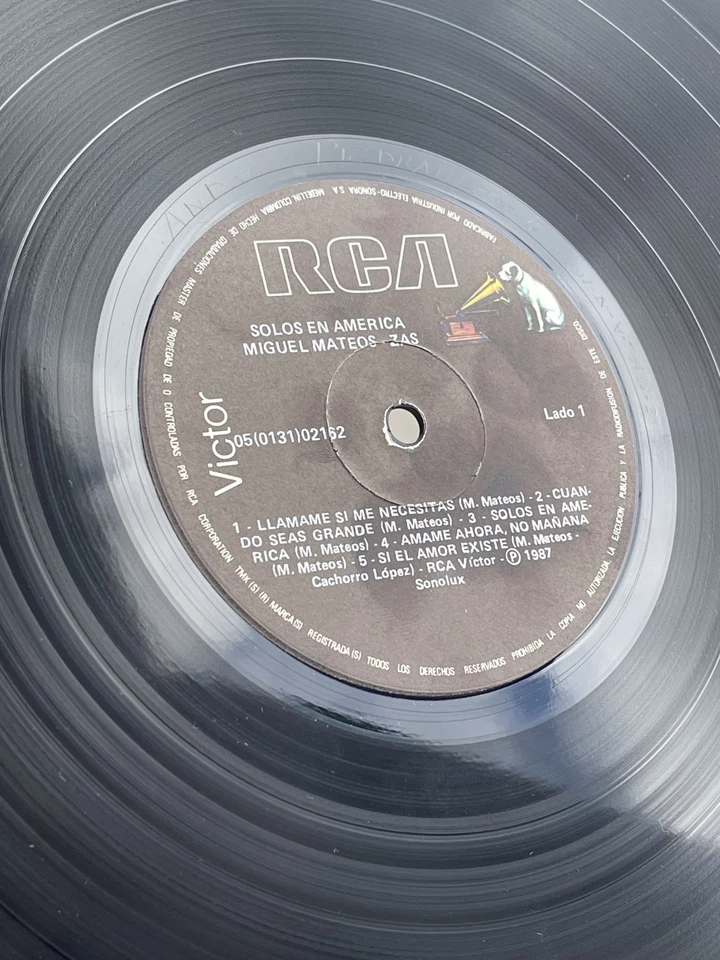 RCA
SOLOS EN AMERICA
MIGUEL MATEOS - ZAS
Victor
05(0131)02162
Lado 1
1 - LLAMAME SI ME NECESITAS (M. Mateos) - 2 - CUAN-
DO SEAS GRANDE (M. Mateos) - 3 - SOLOS EN AME-
RICA (M. Mateos) - 4 - AMAME AHORA, NO MAÑANA
(M. Mateos) - 5 - SI EL AMOR EXISTE (M. Mateos -
Cachorro López) - RCA Víctor - Ⓟ 1987
Sonolux
FABRICADO POR INDUSTRIA ELECTRO-SONORA S.A. MEDELLIN COLOMBIA HECHO DE GRABACIONES MASTER DE PROPIEDAD DE O CONTROLADAS POR RCA CORPORATION TMK(S) (R) MARCA(S) REGISTRADA(S) TODOS LOS DERECHOS RESERVADOS PROHIBIDA LA COPIA NO AUTORIZADA, LA EJECUCION PUBLICA Y LA RADIODIFUSION DE ESTE DISCO